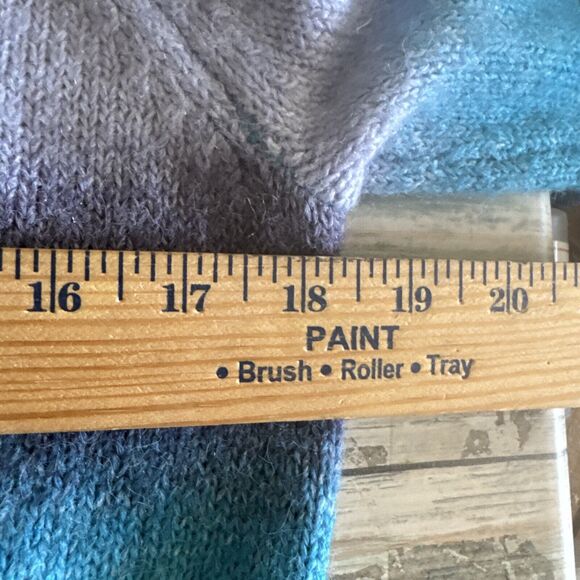 16 17 18 19 20
PAINT
• Brush • Roller • Tray